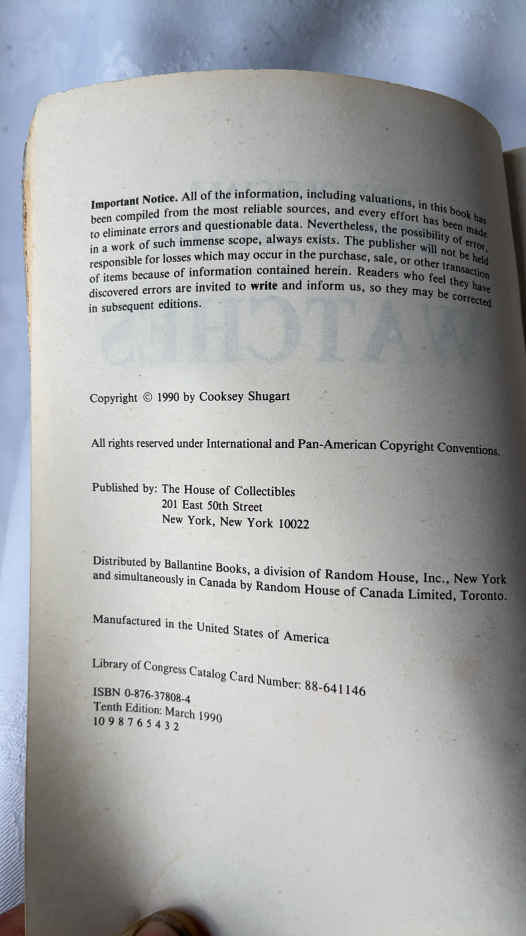 Important Notice. All of the information, including valuations, in this book has
been compiled from the most reliable sources, and every effort has been made
to eliminate errors and questionable data. Nevertheless, the possibility of error,
in a work of such immense scope, always exists. The publisher will not be held
responsible for losses which may occur in the purchase, sale, or other transaction
of items because of information contained herein. Readers who feel they have
discovered errors are invited to write and inform us, so they may be corrected
in subsequent editions.
WATCHES
Copyright © 1990 by Cooksey Shugart
All rights reserved under International and Pan-American Copyright Conventions.
Published by: The House of Collectibles
201 East 50th Street
New York, New York 10022
Distributed by Ballantine Books, a division of Random House, Inc., New York
and simultaneously in Canada by Random House of Canada Limited, Toronto.
Manufactured in the United States of America
Library of Congress Catalog Card Number: 88-641146
ISBN 0-876-37808-4
Tenth Edition: March 1990
10 9 8 7 6 5 4 3 2